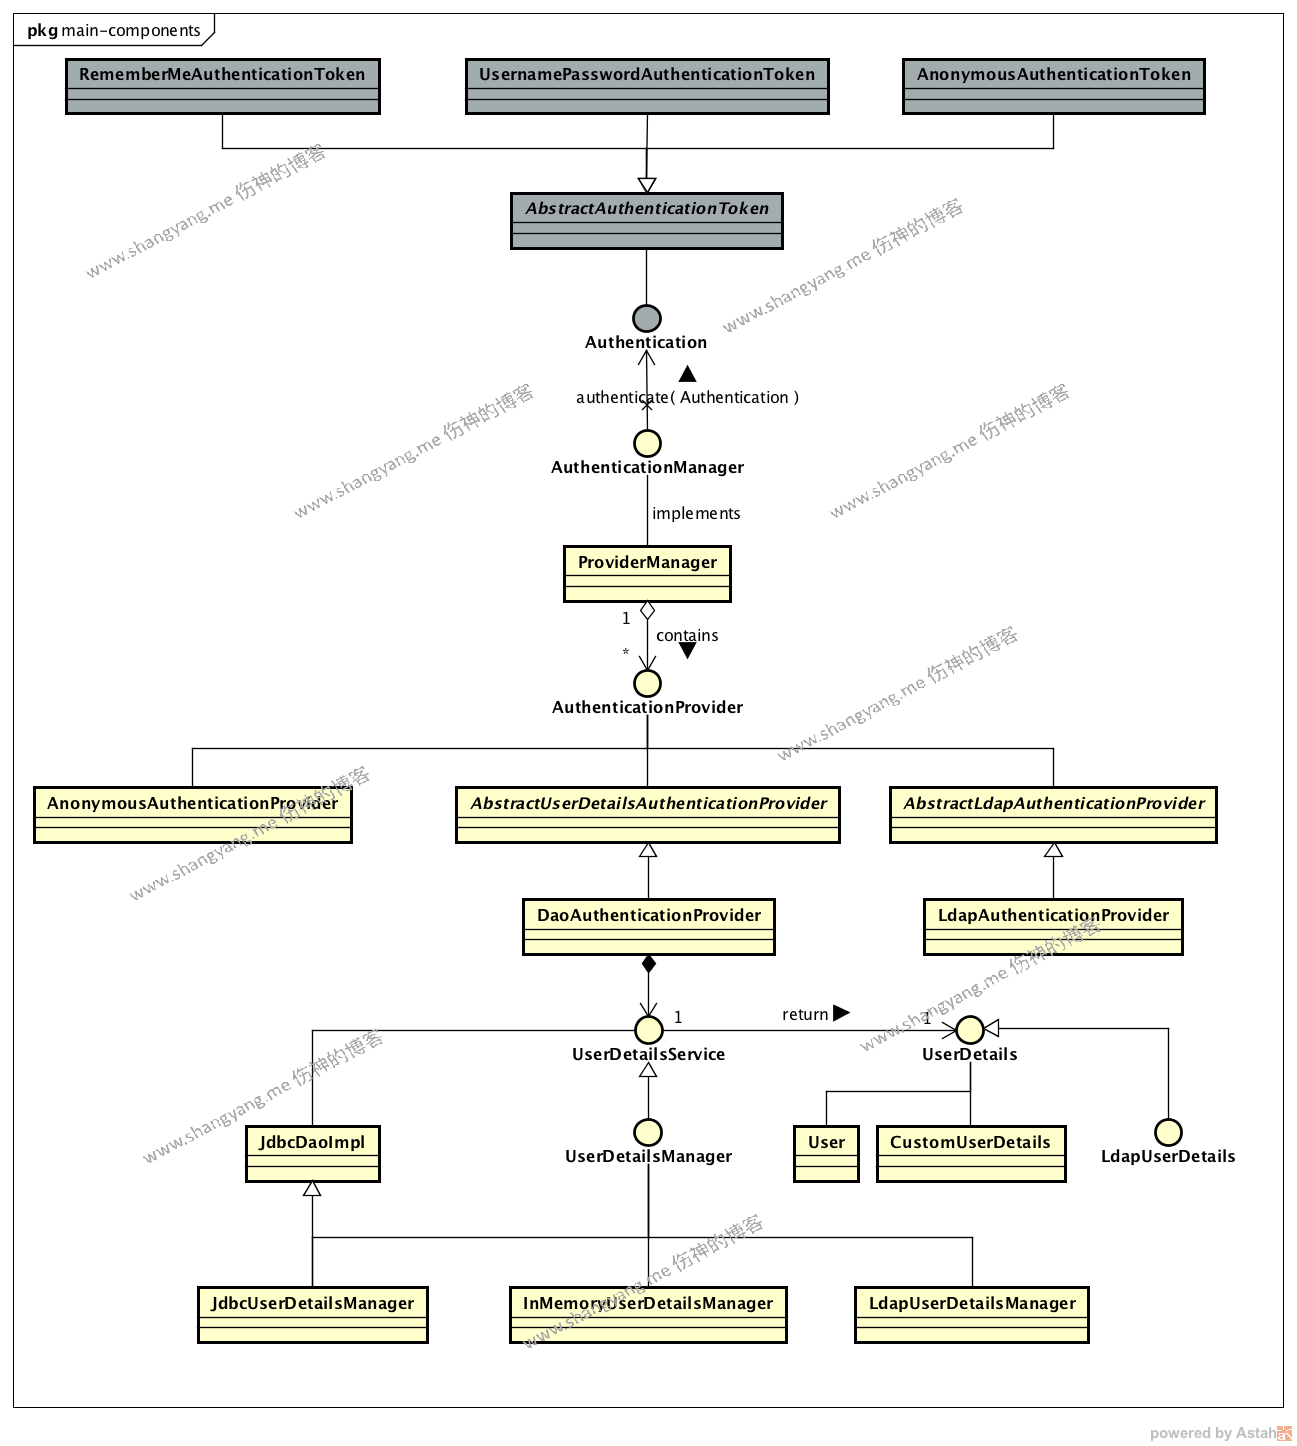 pkg main-components
RememberMeAuthenticationToken
UsernamePasswordAuthenticationToken
AnonymousAuthenticationToken
www.shangyang.me 伤神的博客
AbstractAuthenticationToken
www.shangyang.me 伤神的博客
Authentication
authenticate( Authentication )
www.shangyang.me 伤神的博客
www.shangyang.me 伤神的博客
AuthenticationManager
implements
ProviderManager
1
contains
*
AuthenticationProvider
www.shangyang.me 伤神的博客
AnonymousAuthenticationProvider
AbstractUserDetailsAuthenticationProvider
AbstractLdapAuthenticationProvider
www.shangyang.me 伤神的博客
DaoAuthenticationProvider
LdapAuthenticationProvider
www.shangyang.me 伤神的博客
1
return
1
UserDetailsService
UserDetails
www.shangyang.me 伤神的博客
JdbcDaoImpl
UserDetailsManager
User
CustomUserDetails
LdapUserDetails
www.shangyang.me 伤神的博客
JdbcUserDetailsManager
InMemoryUserDetailsManager
LdapUserDetailsManager
powered by Astah